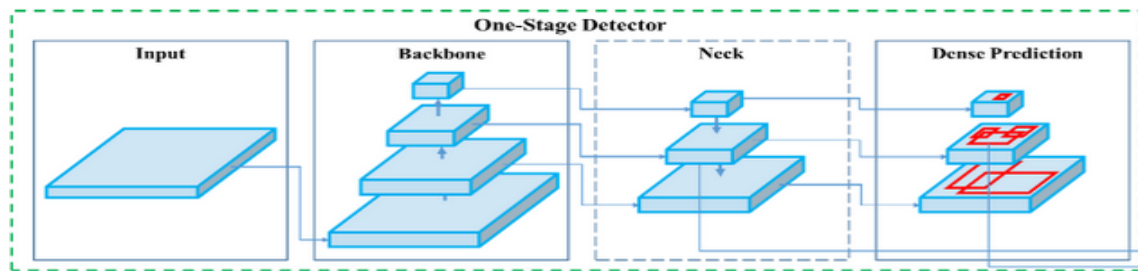 One-Stage Detector
Input
Backbone
Neck
Dense Prediction